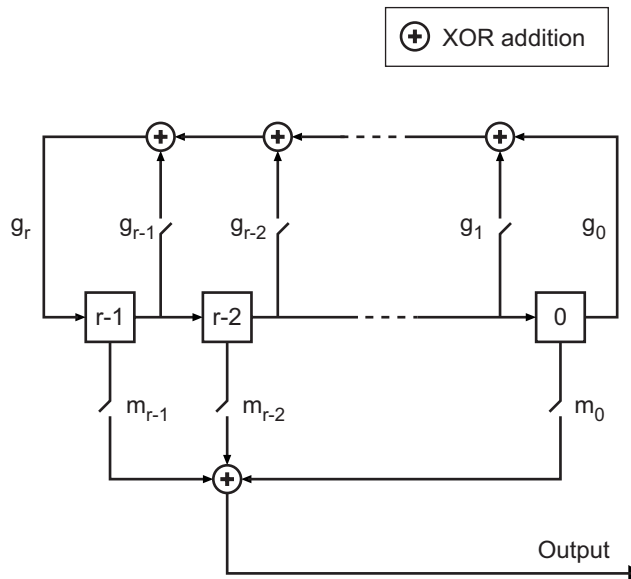 XOR addition
g_r
g_{r-1}
g_{r-2}
g_1
g_0
r-1
r-2
0
m_{r-1}
m_{r-2}
m_0
Output